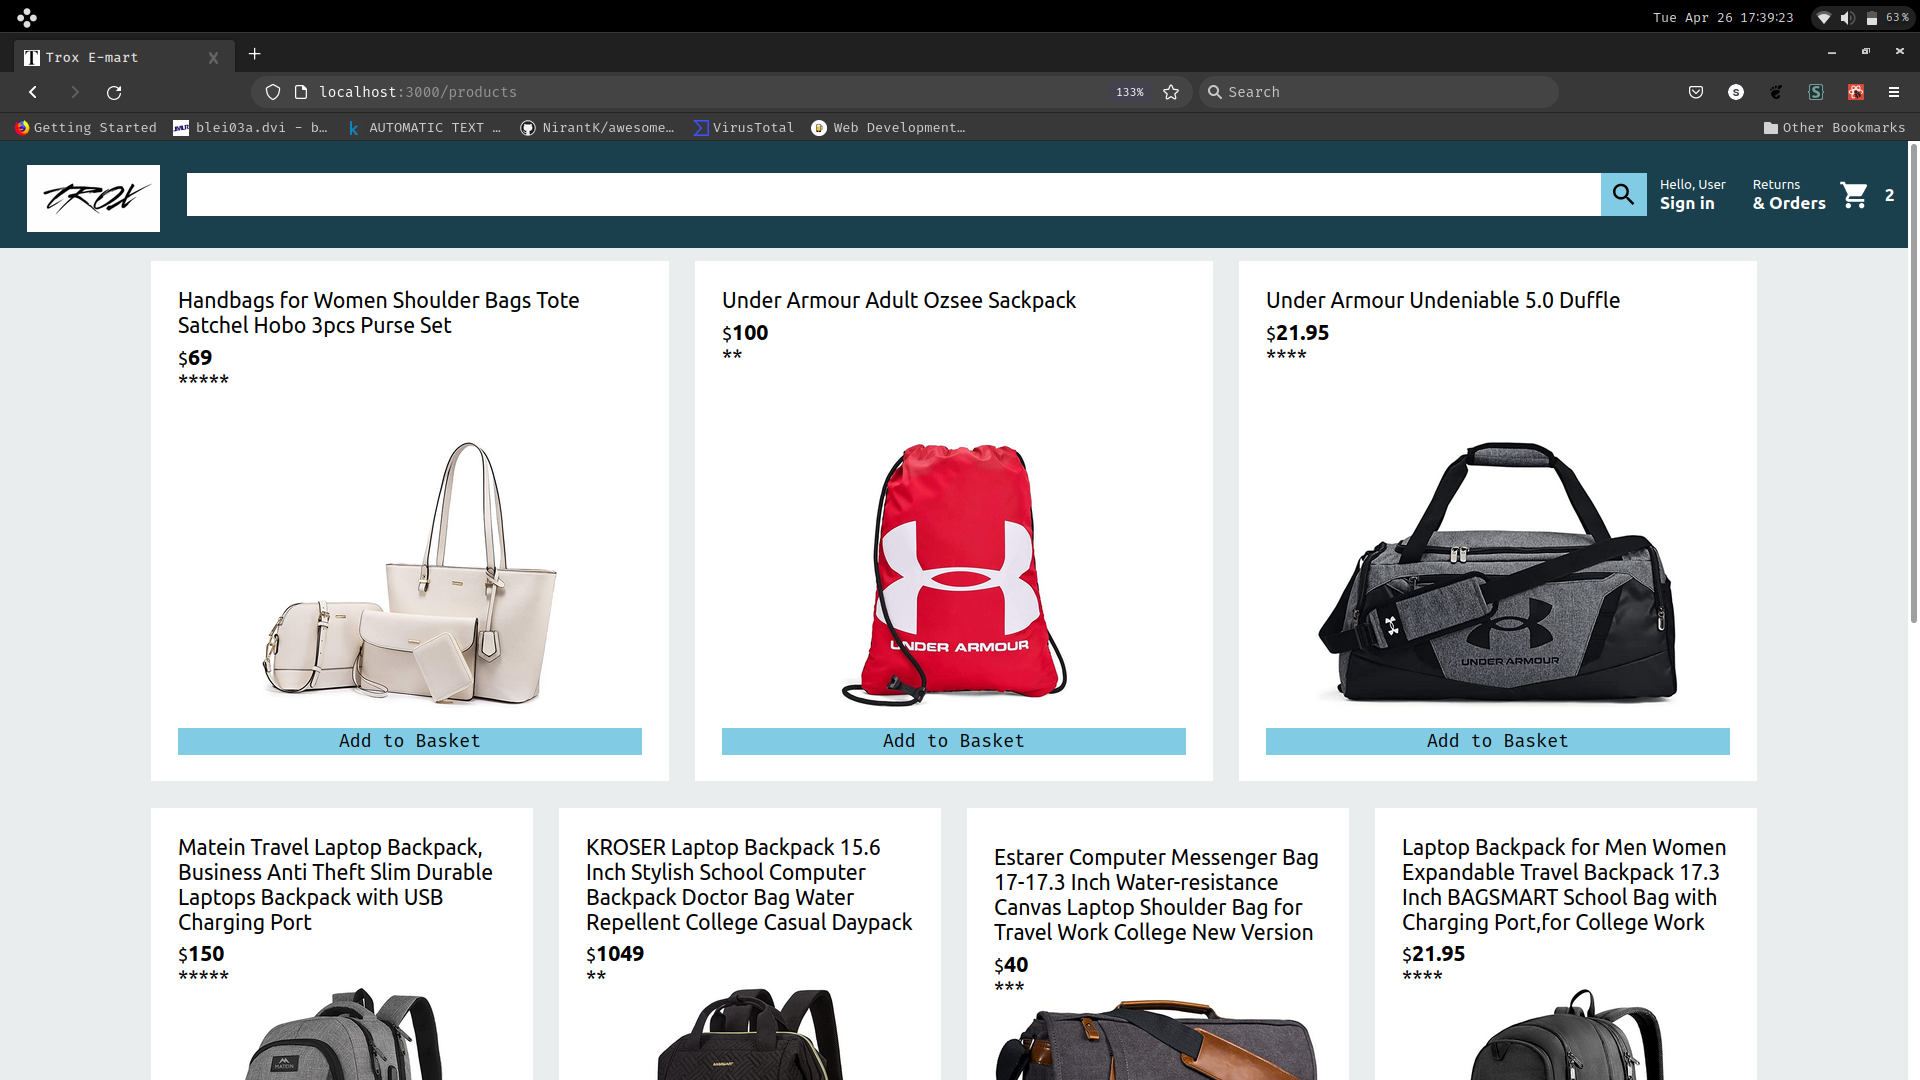 Tue Apr 26 17:39:23
63%
Trox E-mart
localhost:3000/products
133%
Search
Getting Started
blei03a.dvi - b…
AUTOMATIC TEXT …
NirantK/awesome…
VirusTotal
Web Development…
Other Bookmarks
TROX
Hello, User
Sign in
Returns
& Orders
2
Handbags for Women Shoulder Bags Tote
Satchel Hobo 3pcs Purse Set
$69
*****
Add to Basket
Under Armour Adult Ozsee Sackpack
$100
**
UNDER ARMOUR
Add to Basket
Under Armour Undeniable 5.0 Duffle
$21.95
****
UNDER ARMOUR
Add to Basket
Matein Travel Laptop Backpack,
Business Anti Theft Slim Durable
Laptops Backpack with USB
Charging Port
$150
*****
MATEIN
KROSER Laptop Backpack 15.6
Inch Stylish School Computer
Backpack Doctor Bag Water
Repellent College Casual Daypack
$1049
**
Estarer Computer Messenger Bag
17-17.3 Inch Water-resistance
Canvas Laptop Shoulder Bag for
Travel Work College New Version
$40
***
Laptop Backpack for Men Women
Expandable Travel Backpack 17.3
Inch BAGSMART School Bag with
Charging Port,for College Work
$21.95
****